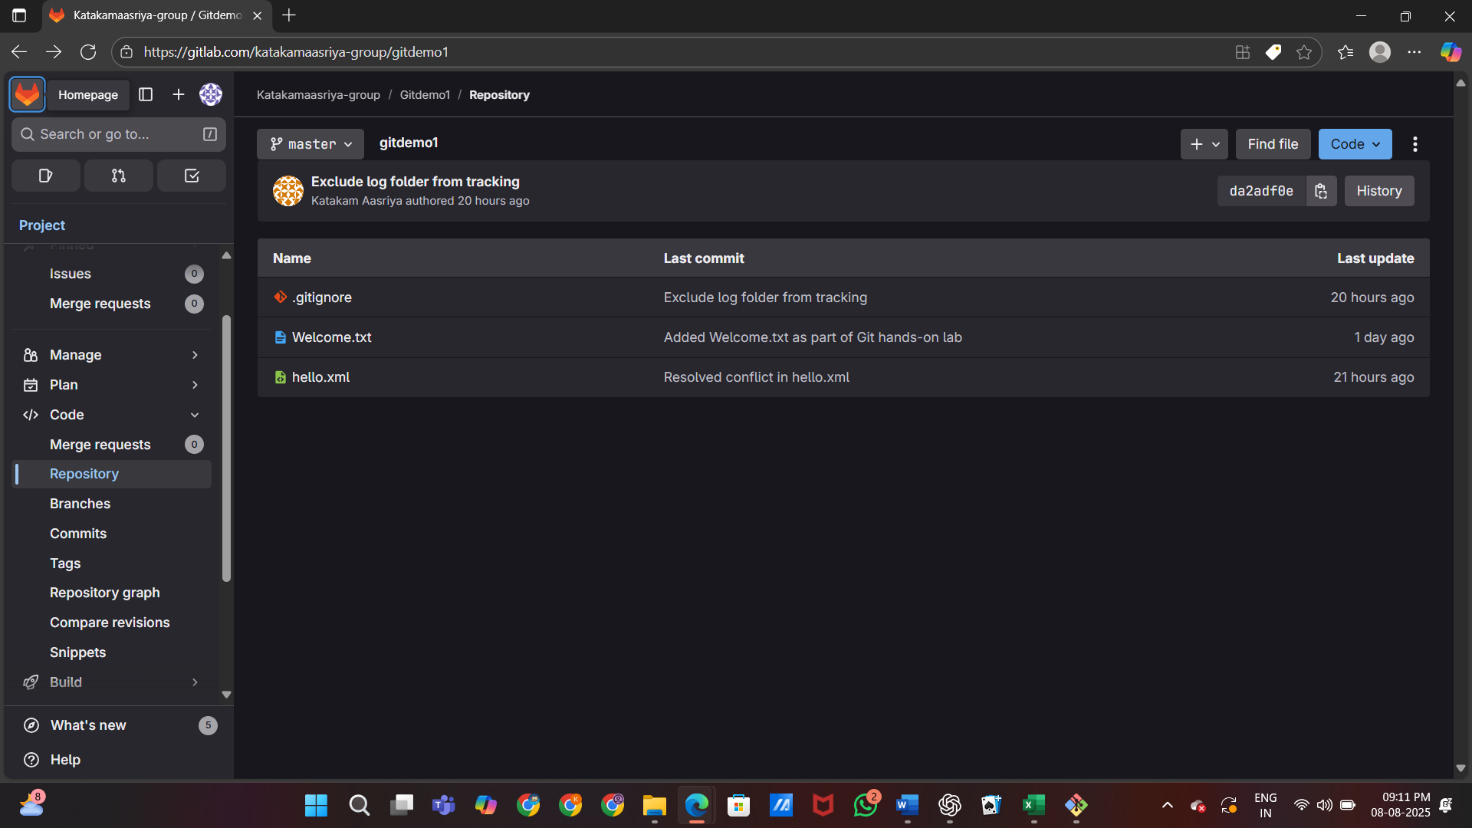 Katakamaasriya-group / Gitdemo
https://gitlab.com/katakamaasriya-group/gitdemo1
Homepage
Katakamaasriya-group / Gitdemo1 / Repository
Search or go to...
/
master
gitdemo1
Find file
Code
Exclude log folder from tracking
Katakam Aasriya authored 20 hours ago
da2adf0e
History
Project
Pinned
Issues 0
Merge requests 0
Manage
Plan
Code
Merge requests 0
Repository
Branches
Commits
Tags
Repository graph
Compare revisions
Snippets
Build
What's new 5
Help
Name Last commit Last update
.gitignore Exclude log folder from tracking 20 hours ago
Welcome.txt Added Welcome.txt as part of Git hands-on lab 1 day ago
hello.xml Resolved conflict in hello.xml 21 hours ago
8
2
ENG
IN
09:11 PM
08-08-2025